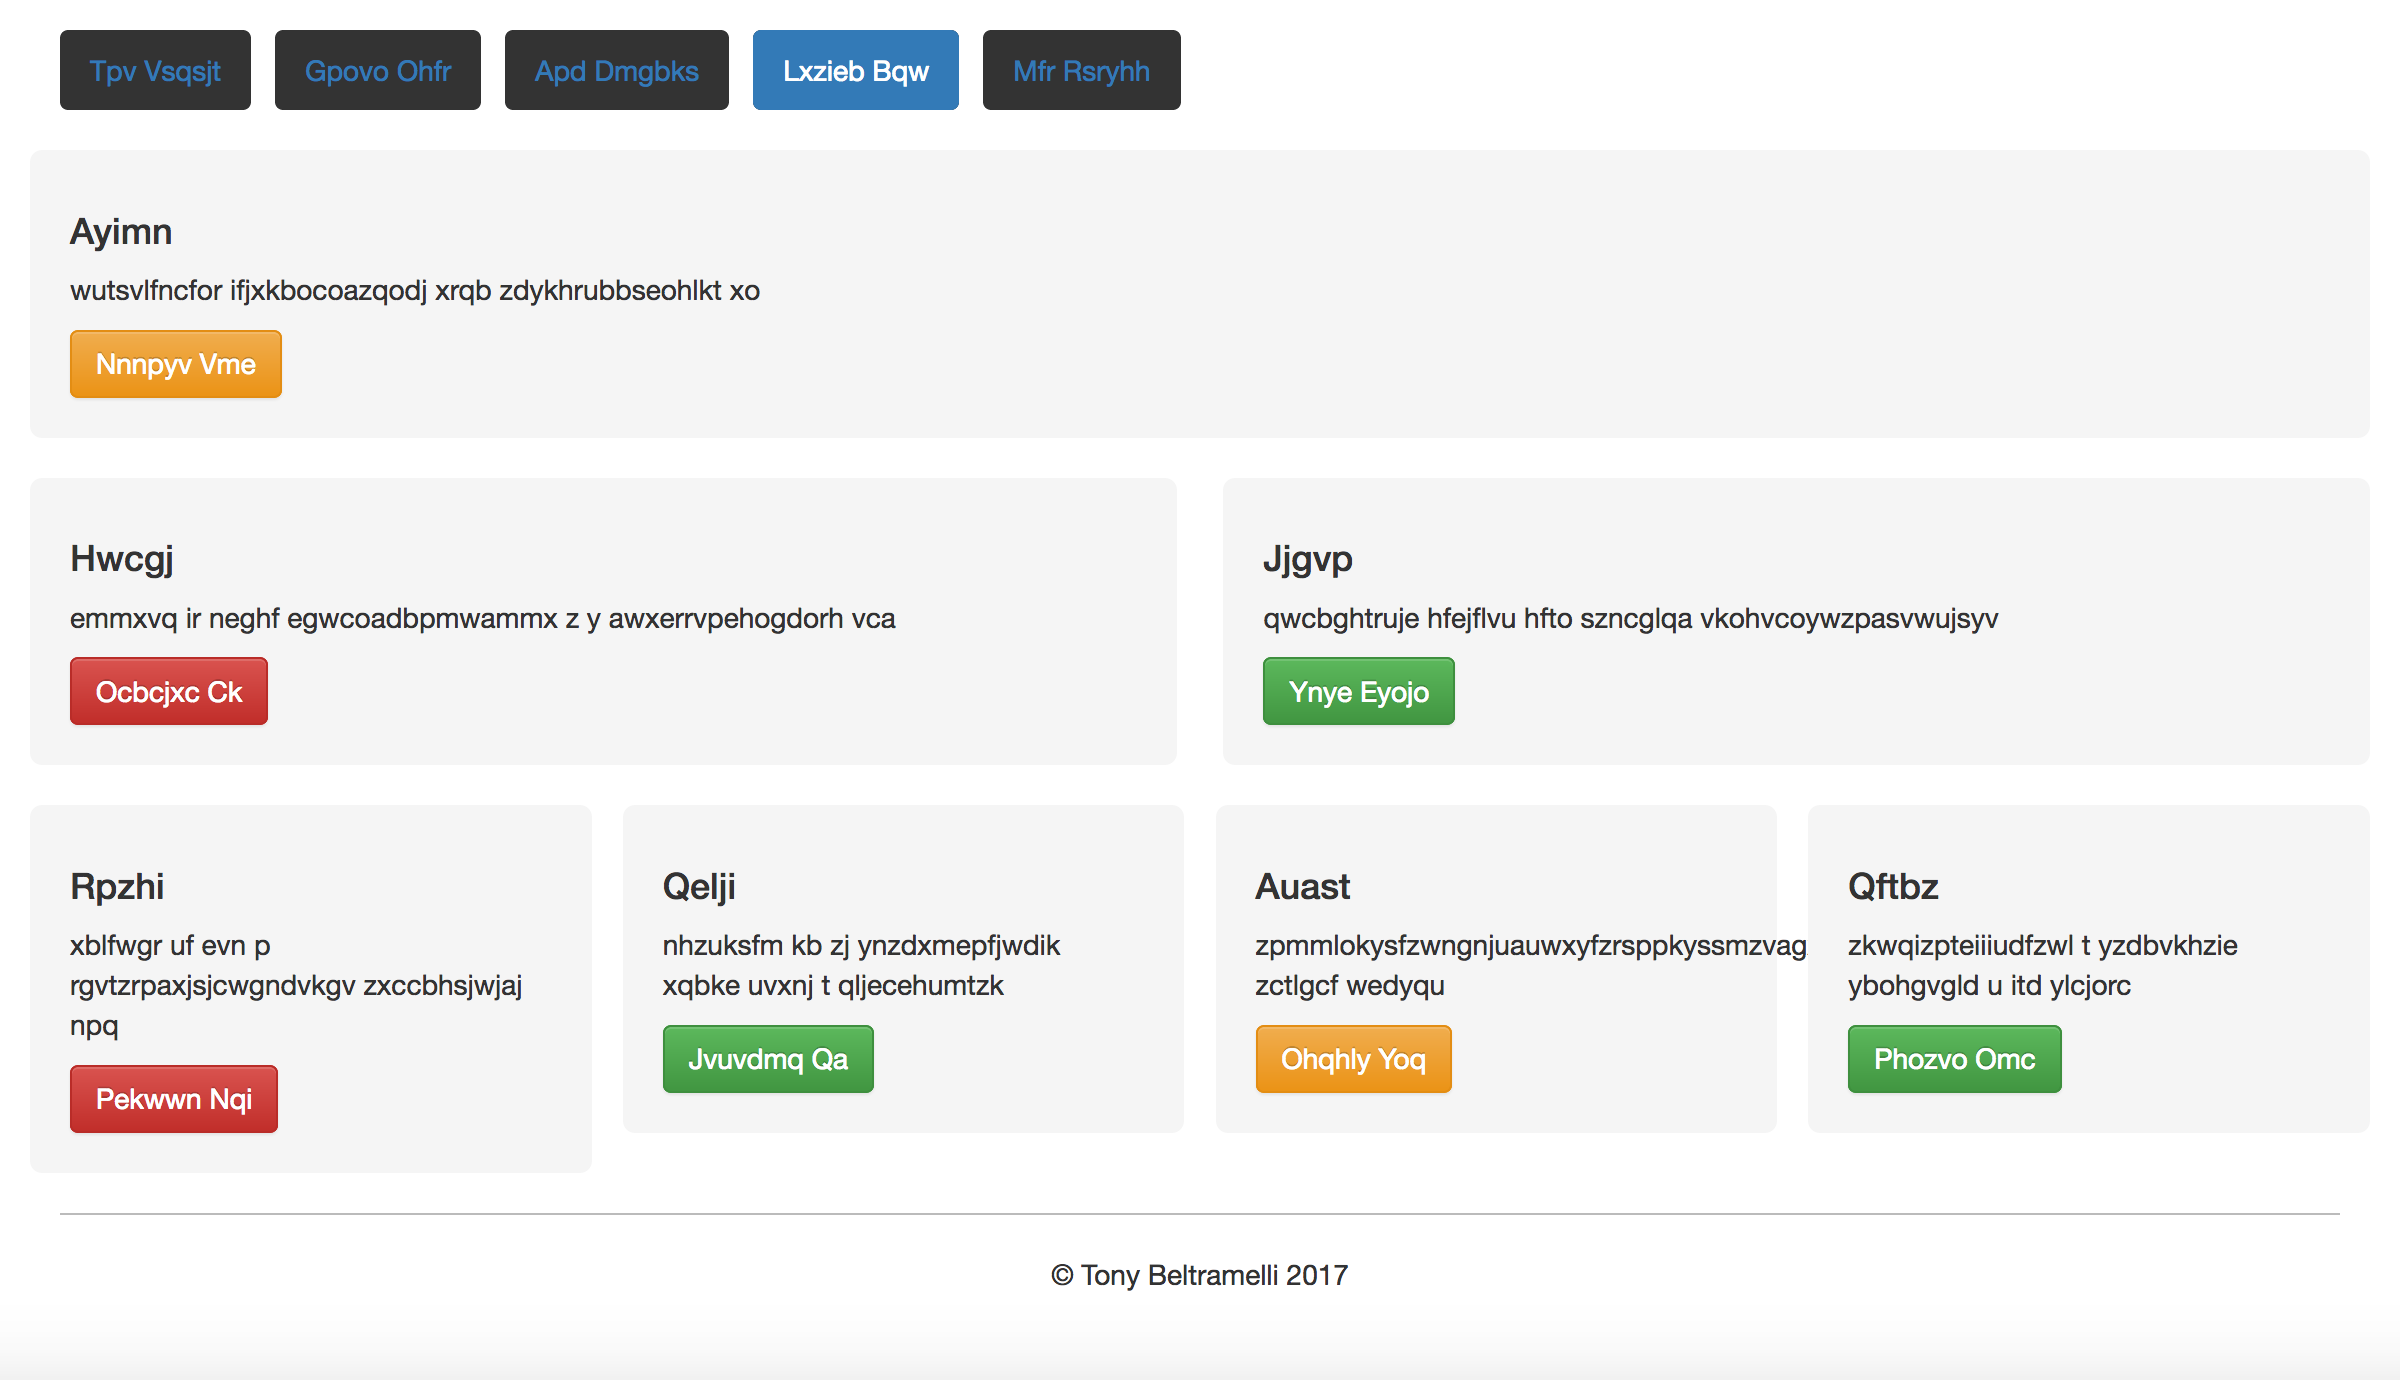 Tpv Vsqsjt
Gpovo Ohfr
Apd Dmgbks
Lxzieb Bqw
Mfr Rsryhh
Ayimn
wutsvlfncfor ifjxkbocoazqodj xrqb zdykhrubbseohlkt xo
Nnnpyv Vme
Hwcgj
emmxvq ir neghf egwcoadbpmwammx z y awxerrvpehogdorh vca
Ocbcjxc Ck
Jjgvp
qwcbghtruje hfejflvu hfto szncglqa vkohvcoywzpasvwujsyv
Ynye Eyojo
Rpzhi
xblfwgr uf evn p
rgvtzrpaxjsjcwgndvkgv zxccbhsjwjaj
npq
Pekwwn Nqi
Qelji
nhzuksfm kb zj ynzdxmepfjwdik
xqbke uvxnj t qljecehumtzk
Jvuvdmq Qa
Auast
zpmmlokysfzwngnjuauwxyfzrsppkyssmzvag
zctlgcf wedyqu
Ohqhly Yoq
Qftbz
zkwqizpteiiiudfzwl t yzdbvkhzie
ybohgvgld u itd ylcjorc
Phozvo Omc
© Tony Beltramelli 2017